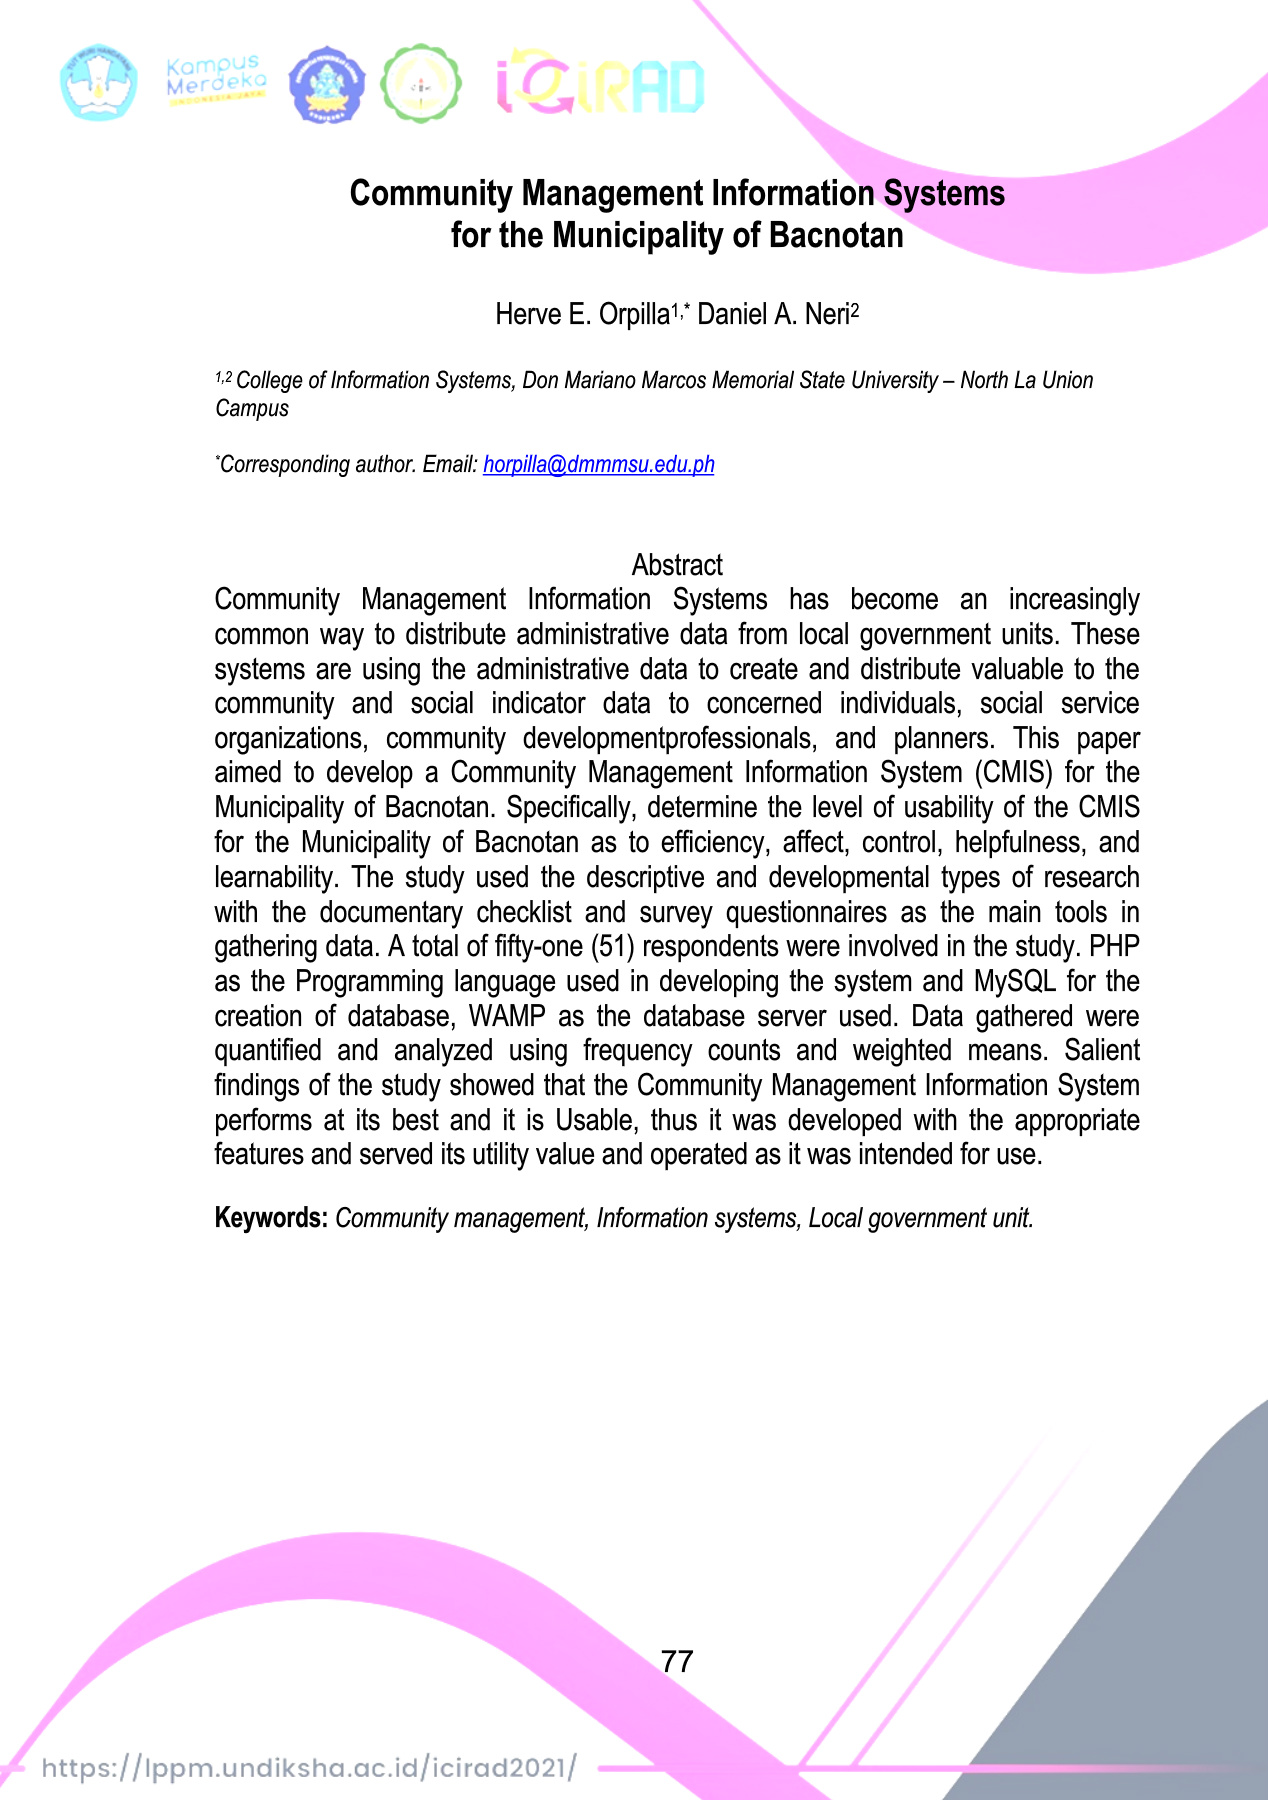 Kampus
Merdeka
INDONESIA JAYA
iCiRAD
Community Management Information Systems
for the Municipality of Bacnotan
Herve E. Orpilla1,* Daniel A. Neri2
1,2 College of Information Systems, Don Mariano Marcos Memorial State University – North La Union
Campus
*Corresponding author. Email: horpilla@dmmmsu.edu.ph
Abstract
Community Management Information Systems has become an increasingly
common way to distribute administrative data from local government units. These
systems are using the administrative data to create and distribute valuable to the
community and social indicator data to concerned individuals, social service
organizations, community developmentprofessionals, and planners. This paper
aimed to develop a Community Management Information System (CMIS) for the
Municipality of Bacnotan. Specifically, determine the level of usability of the CMIS
for the Municipality of Bacnotan as to efficiency, affect, control, helpfulness, and
learnability. The study used the descriptive and developmental types of research
with the documentary checklist and survey questionnaires as the main tools in
gathering data. A total of fifty-one (51) respondents were involved in the study. PHP
as the Programming language used in developing the system and MySQL for the
creation of database, WAMP as the database server used. Data gathered were
quantified and analyzed using frequency counts and weighted means. Salient
findings of the study showed that the Community Management Information System
performs at its best and it is Usable, thus it was developed with the appropriate
features and served its utility value and operated as it was intended for use.
Keywords: Community management, Information systems, Local government unit.
77
https://lppm.undiksha.ac.id/icirad2021/